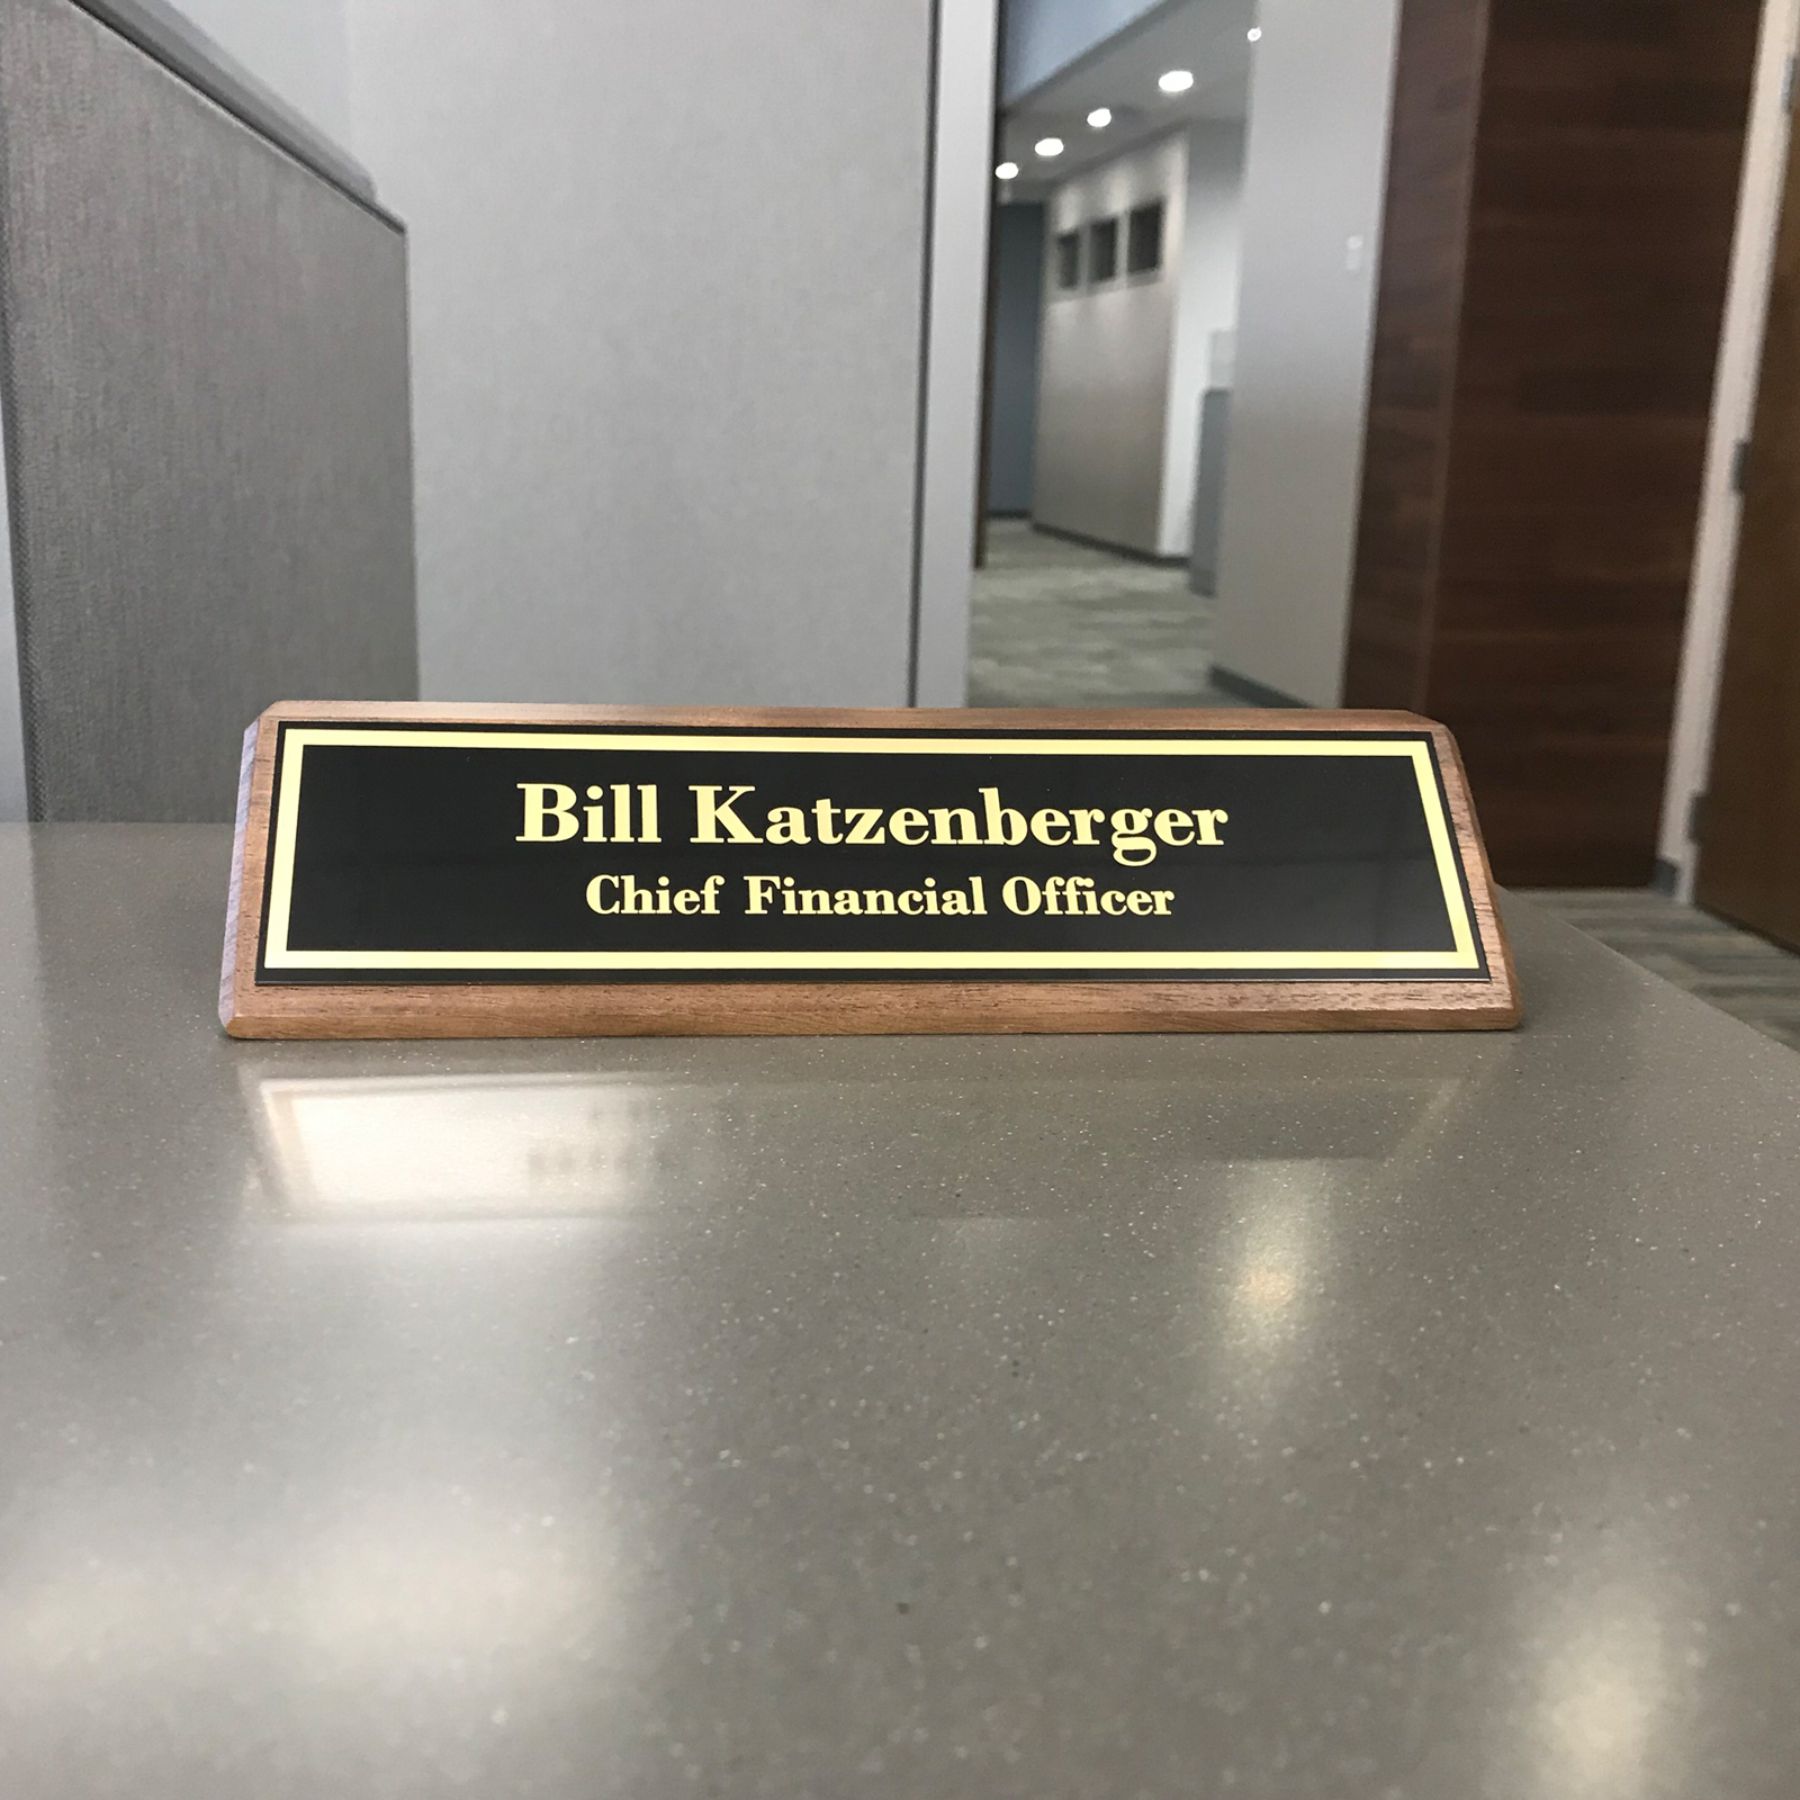 Bill Katzenberger
Chief Financial Officer